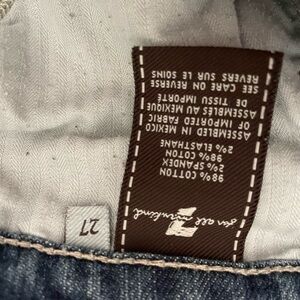 7
for all mankind
98% COTTON
2% SPANDEX
98% COTTON
2% ELASTHANE
ASSEMBLED IN MEXICO
OF IMPORTED FABRIC
ASSEMBLÉS AU MEXIQUE
DE TISSU IMPORTÉ
SEE CARE ON REVERSE
REVERS SUR LE SOINS
27